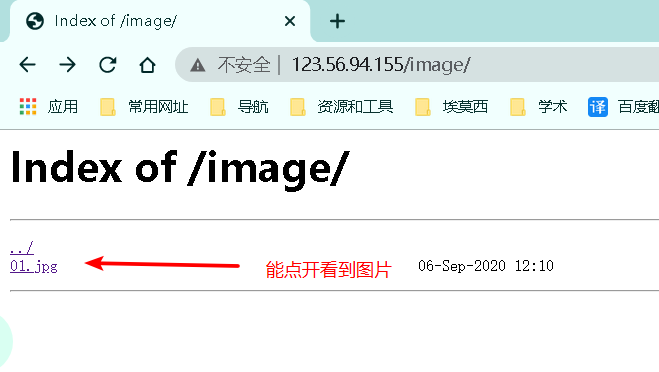 Index of /image/
不安全 | 123.56.94.155/image/
应用 常用网址 导航 资源和工具 埃莫西 学术 译 百度翻
Index of /image/
../
01.jpg 能点开看到图片 06-Sep-2020 12:10